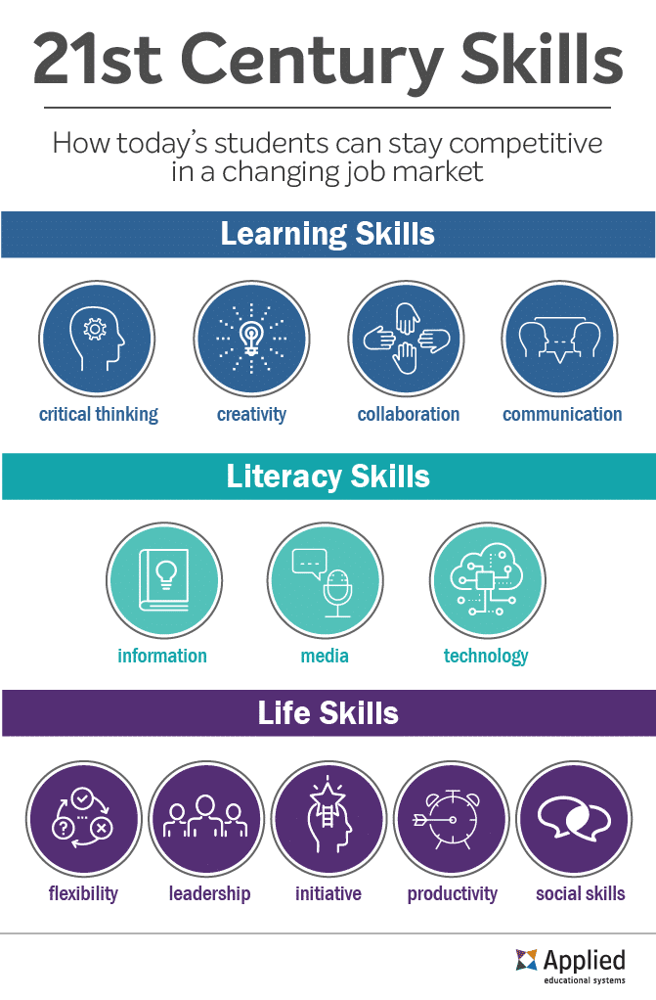 21st Century Skills
How today's students can stay competitive
in a changing job market
Learning Skills
critical thinking
creativity
collaboration
communication
Literacy Skills
information
media
technology
Life Skills
?
flexibility
leadership
initiative
productivity
social skills
Applied
educational systems